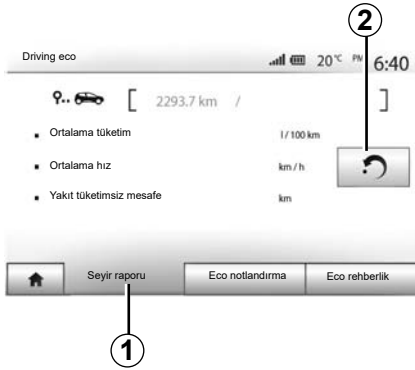 2
Driving eco 20°C PM 6:40
[ 2293.7 km / ]
Ortalama tüketim l / 100 km
Ortalama hız km / h
Yakıt tüketimsiz mesafe km
Seyir raporu Eco notlandırma Eco rehberlik
1